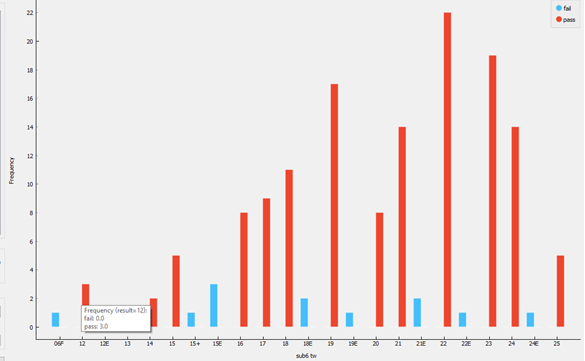 fail
pass
22
20
18
16
14
12
10
8
6
4
2
0
Frequency
Frequency (result=12):
fail: 0.0
pass: 3.0
06F 12 12E 13 14 15 15+ 15E 16 17 18 18E 19 19E 20 21 21E 22 22E 23 24 24E 25
sub6 tw